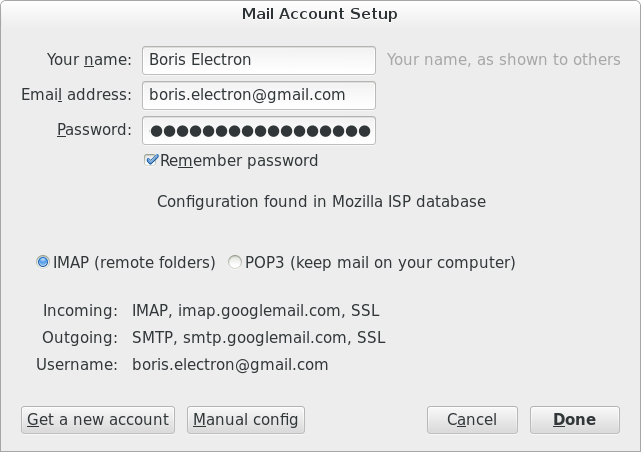 Mail Account Setup
Your name: Boris Electron Your name, as shown to others
Email address: boris.electron@gmail.com
Password: ●●●●●●●●●●●●●●●●●
Remember password
Configuration found in Mozilla ISP database
IMAP (remote folders) POP3 (keep mail on your computer)
Incoming: IMAP, imap.googlemail.com, SSL
Outgoing: SMTP, smtp.googlemail.com, SSL
Username: boris.electron@gmail.com
Get a new account Manual config Cancel Done